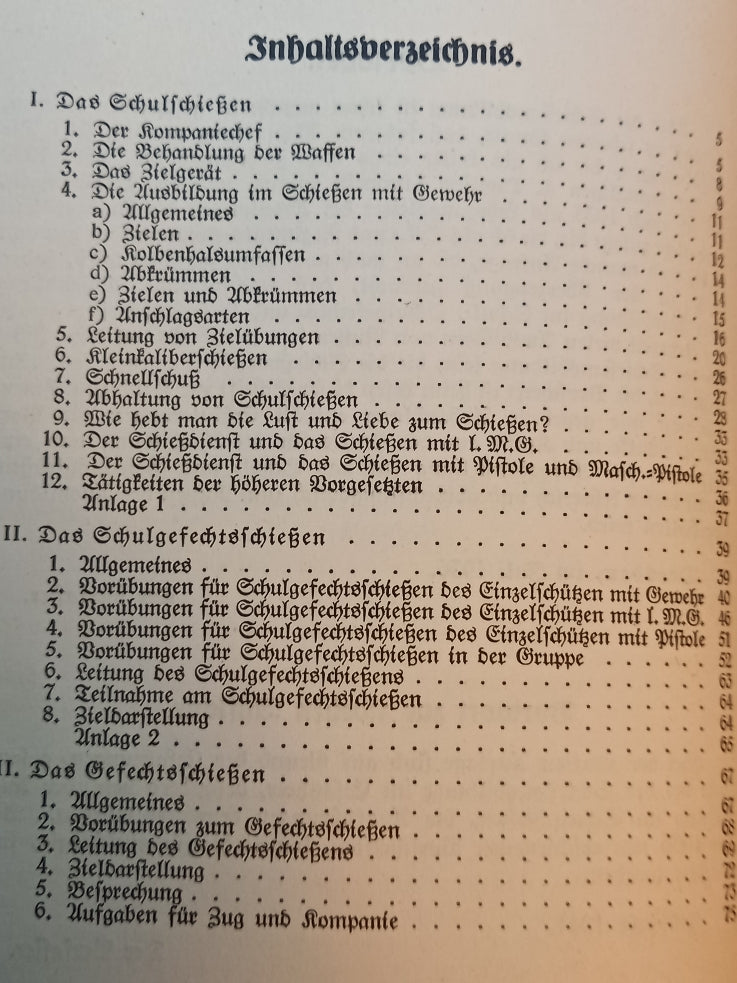 Inhaltsverzeichnis.
I. Das Schulschießen . . . . . . . . . . . . . . . . 5
1. Der Kompaniechef . . . . . . . . . . . . . . . . 5
2. Die Behandlung der Waffen . . . . . . . . . . . . 8
3. Das Zielgerät . . . . . . . . . . . . . . . . . . 9
4. Die Ausbildung im Schießen mit Gewehr . . . . . . . 11
a) Allgemeines . . . . . . . . . . . . . . . . . 11
b) Zielen . . . . . . . . . . . . . . . . . . . 12
c) Kolbenhalsumfassen . . . . . . . . . . . . . . 14
d) Abkrümmen . . . . . . . . . . . . . . . . . 14
e) Zielen und Abkrümmen . . . . . . . . . . . . . 15
f) Anschlagsarten . . . . . . . . . . . . . . . . 16
5. Leitung von Zielübungen . . . . . . . . . . . . . 20
6. Kleinkaliberschießen . . . . . . . . . . . . . . . 26
7. Schnellschuß . . . . . . . . . . . . . . . . . . 27
8. Abhaltung von Schulschießen . . . . . . . . . . . . 28
9. Wie hebt man die Lust und Liebe zum Schießen? . . . . 33
10. Der Schießdienst und das Schießen mit l. M.G. . . . . 33
11. Der Schießdienst und das Schießen mit Pistole und Masch.=Pistole 35
12. Tätigkeiten der höheren Vorgesetzten . . . . . . . . 36
Anlage 1 . . . . . . . . . . . . . . . . . . . 37
II. Das Schulgefechtsschießen . . . . . . . . . . . . . 39
1. Allgemeines . . . . . . . . . . . . . . . . . . 39
2. Vorübungen für Schulgefechtsschießen des Einzelschützen mit Gewehr 40
3. Vorübungen für Schulgefechtsschießen des Einzelschützen mit l. M.G. 46
4. Vorübungen für Schulgefechtsschießen des Einzelschützen mit Pistole 51
5. Vorübungen für Schulgefechtsschießen in der Gruppe . . . . . 52
6. Leitung des Schulgefechtsschießens . . . . . . . . . . 63
7. Teilnahme am Schulgefechtsschießen . . . . . . . . . . 64
8. Zieldarstellung . . . . . . . . . . . . . . . . . 64
Anlage 2 . . . . . . . . . . . . . . . . . . . 65
II. Das Gefechtsschießen . . . . . . . . . . . . . . . 67
1. Allgemeines . . . . . . . . . . . . . . . . . . 67
2. Vorübungen zum Gefechtsschießen . . . . . . . . . . . 68
3. Leitung des Gefechtsschießens . . . . . . . . . . . . 69
4. Zieldarstellung . . . . . . . . . . . . . . . . . 72
5. Besprechung . . . . . . . . . . . . . . . . . . 73
6. Aufgaben für Zug und Kompanie . . . . . . . . . . . 75